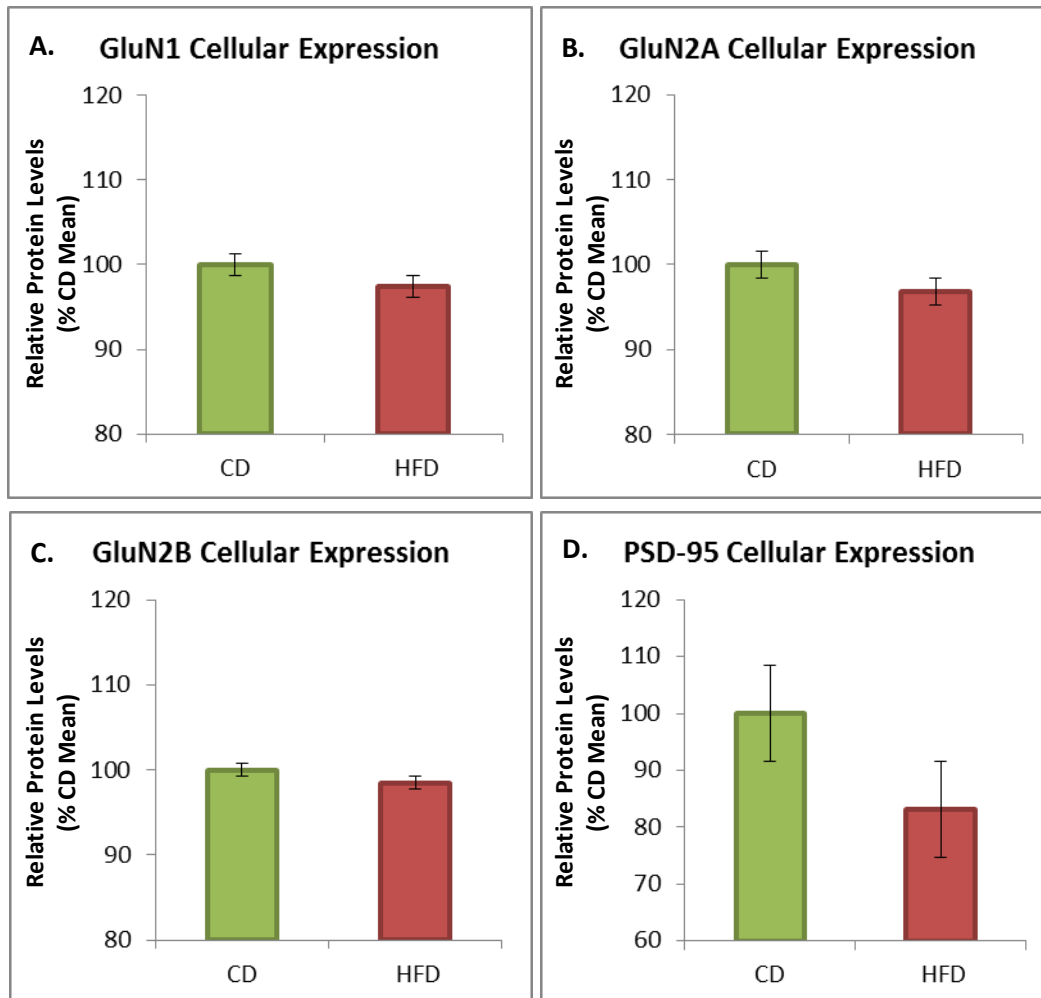 A. GluN1 Cellular Expression
Relative Protein Levels
(% CD Mean)
120
110
100
90
80
CD HFD
B. GluN2A Cellular Expression
Relative Protein Levels
(% CD Mean)
120
110
100
90
80
CD HFD
C. GluN2B Cellular Expression
Relative Protein Levels
(% CD Mean)
120
110
100
90
80
CD HFD
D. PSD-95 Cellular Expression
Relative Protein Levels
(% CD Mean)
120
110
100
90
80
70
60
CD HFD